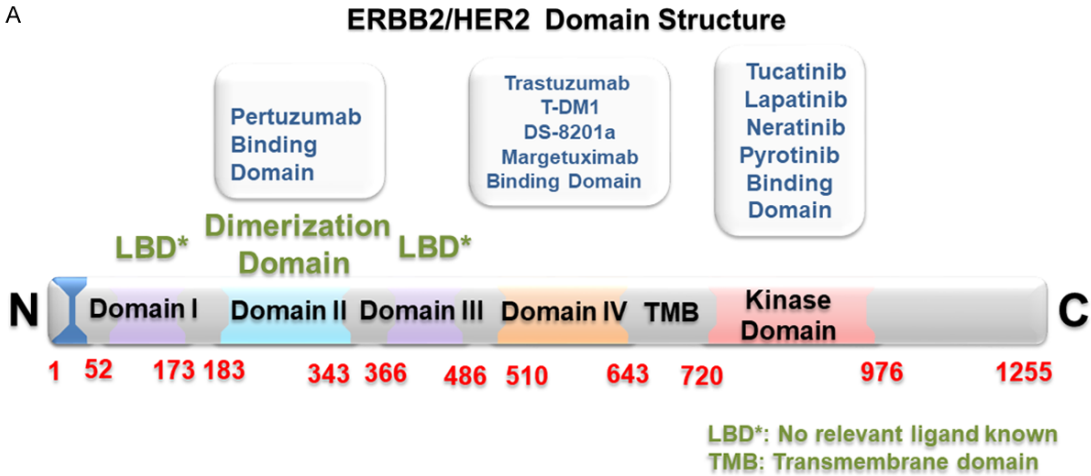 A
ERBB2/HER2 Domain Structure
Pertuzumab
Binding
Domain
Trastuzumab
T-DM1
DS-8201a
Margetuximab
Binding Domain
Tucatinib
Lapatinib
Neratinib
Pyrotinib
Binding
Domain
LBD*
Dimerization
Domain
LBD*
N
Domain I
Domain II
Domain III
Domain IV
TMB
Kinase
Domain
C
1 52 173 183 343 366 486 510 643 720 976 1255
LBD*: No relevant ligand known
TMB: Transmembrane domain